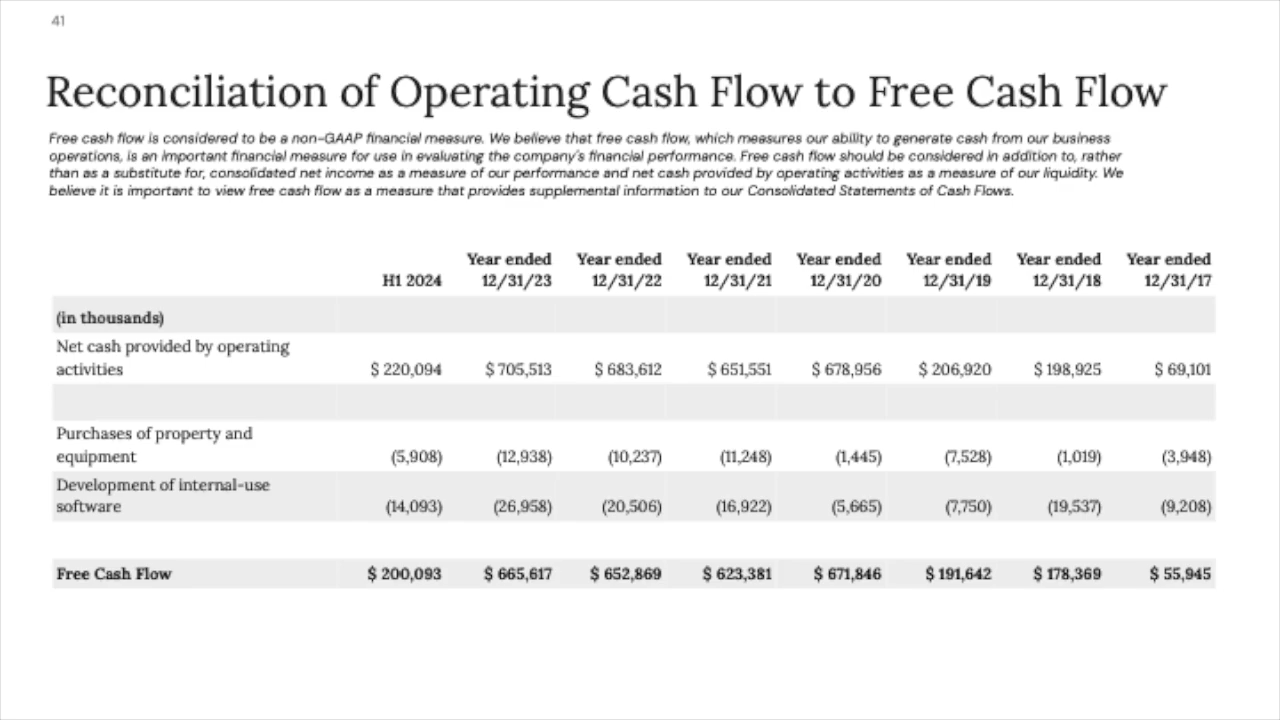 41
Reconciliation of Operating Cash Flow to Free Cash Flow
Free cash flow is considered to be a non-GAAP financial measure. We believe that free cash flow, which measures our ability to generate cash from our business
operations, is an important financial measure for use in evaluating the company's financial performance. Free cash flow should be considered in addition to, rather
than as a substitute for, consolidated net income as a measure of our performance and net cash provided by operating activities as a measure of our liquidity. We
believe it is important to view free cash flow as a measure that provides supplemental information to our Consolidated Statements of Cash Flows.
Year ended Year ended Year ended Year ended Year ended Year ended Year ended
H1 2024 12/31/23 12/31/22 12/31/21 12/31/20 12/31/19 12/31/18 12/31/17
(in thousands)
Net cash provided by operating
activities $ 220,094 $ 705,513 $ 683,612 $ 651,551 $ 678,956 $ 206,920 $ 198,925 $ 69,101
Purchases of property and
equipment (5,908) (12,938) (10,237) (11,248) (1,445) (7,528) (1,019) (3,948)
Development of internal-use
software (14,093) (26,958) (20,506) (16,922) (5,665) (7,750) (19,537) (9,208)
Free Cash Flow $ 200,093 $ 665,617 $ 652,869 $ 623,381 $ 671,846 $ 191,642 $ 178,369 $ 55,945